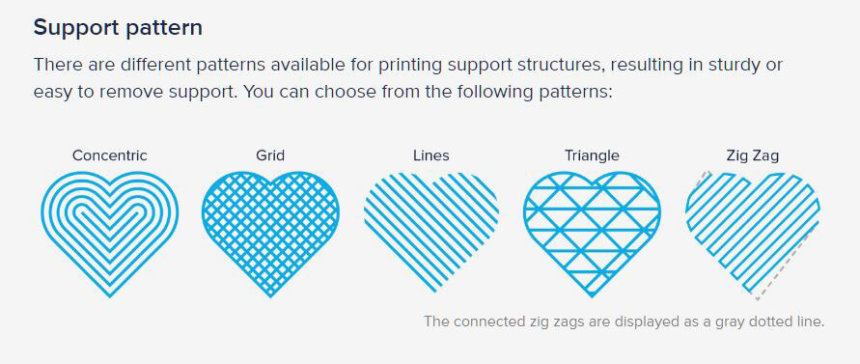 Support pattern
There are different patterns available for printing support structures, resulting in sturdy or
easy to remove support. You can choose from the following patterns:
Concentric Grid Lines Triangle Zig Zag
The connected zig zags are displayed as a gray dotted line.